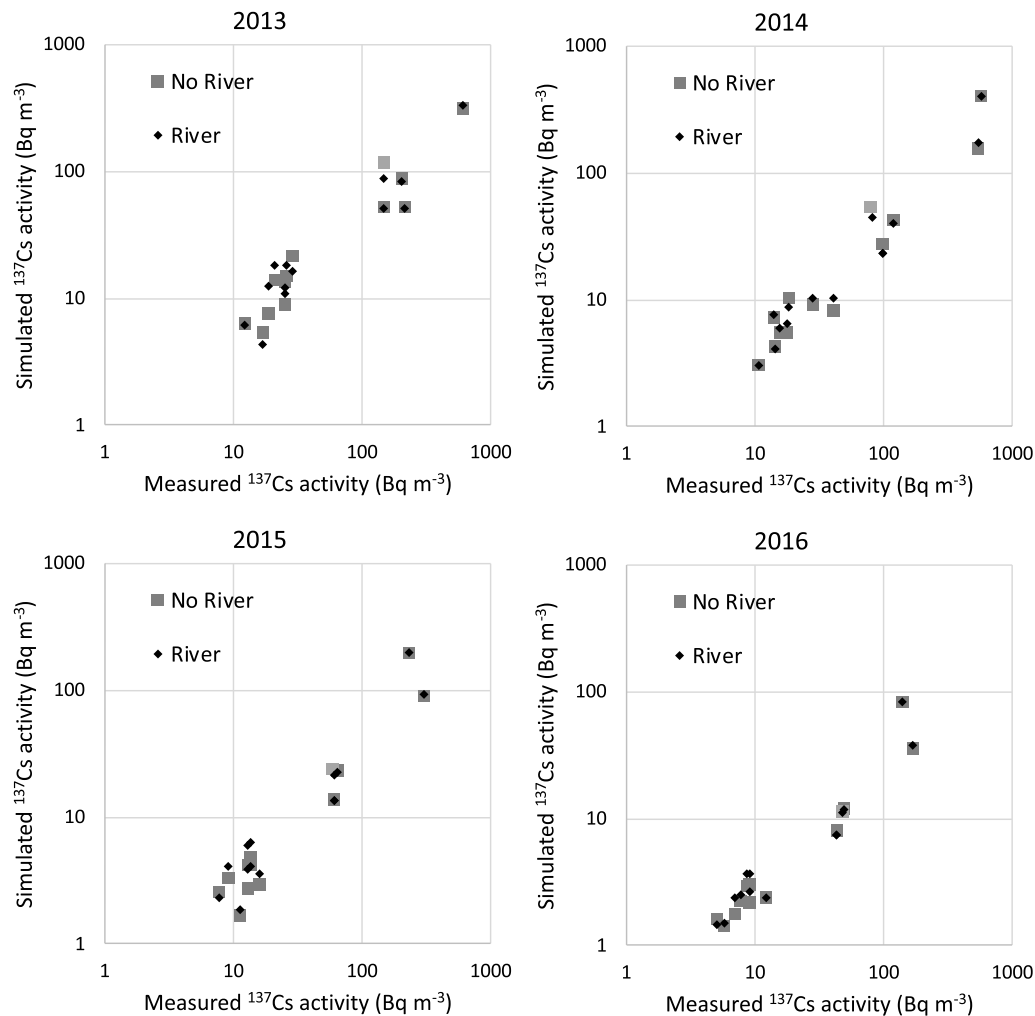 2013
1000
100
10
1
1
10
100
1000
Simulated ¹³⁷Cs activity (Bq m⁻³)
Measured ¹³⁷Cs activity (Bq m⁻³)
No River
River
2014
1000
100
10
1
1
10
100
1000
Simulated ¹³⁷Cs activity (Bq m⁻³)
Measured ¹³⁷Cs activity (Bq m⁻³)
No River
River
2015
1000
100
10
1
1
10
100
1000
Simulated ¹³⁷Cs activity (Bq m⁻³)
Measured ¹³⁷Cs activity (Bq m⁻³)
No River
River
2016
1000
100
10
1
1
10
100
1000
Simulated ¹³⁷Cs activity (Bq m⁻³)
Measured ¹³⁷Cs activity (Bq m⁻³)
No River
River